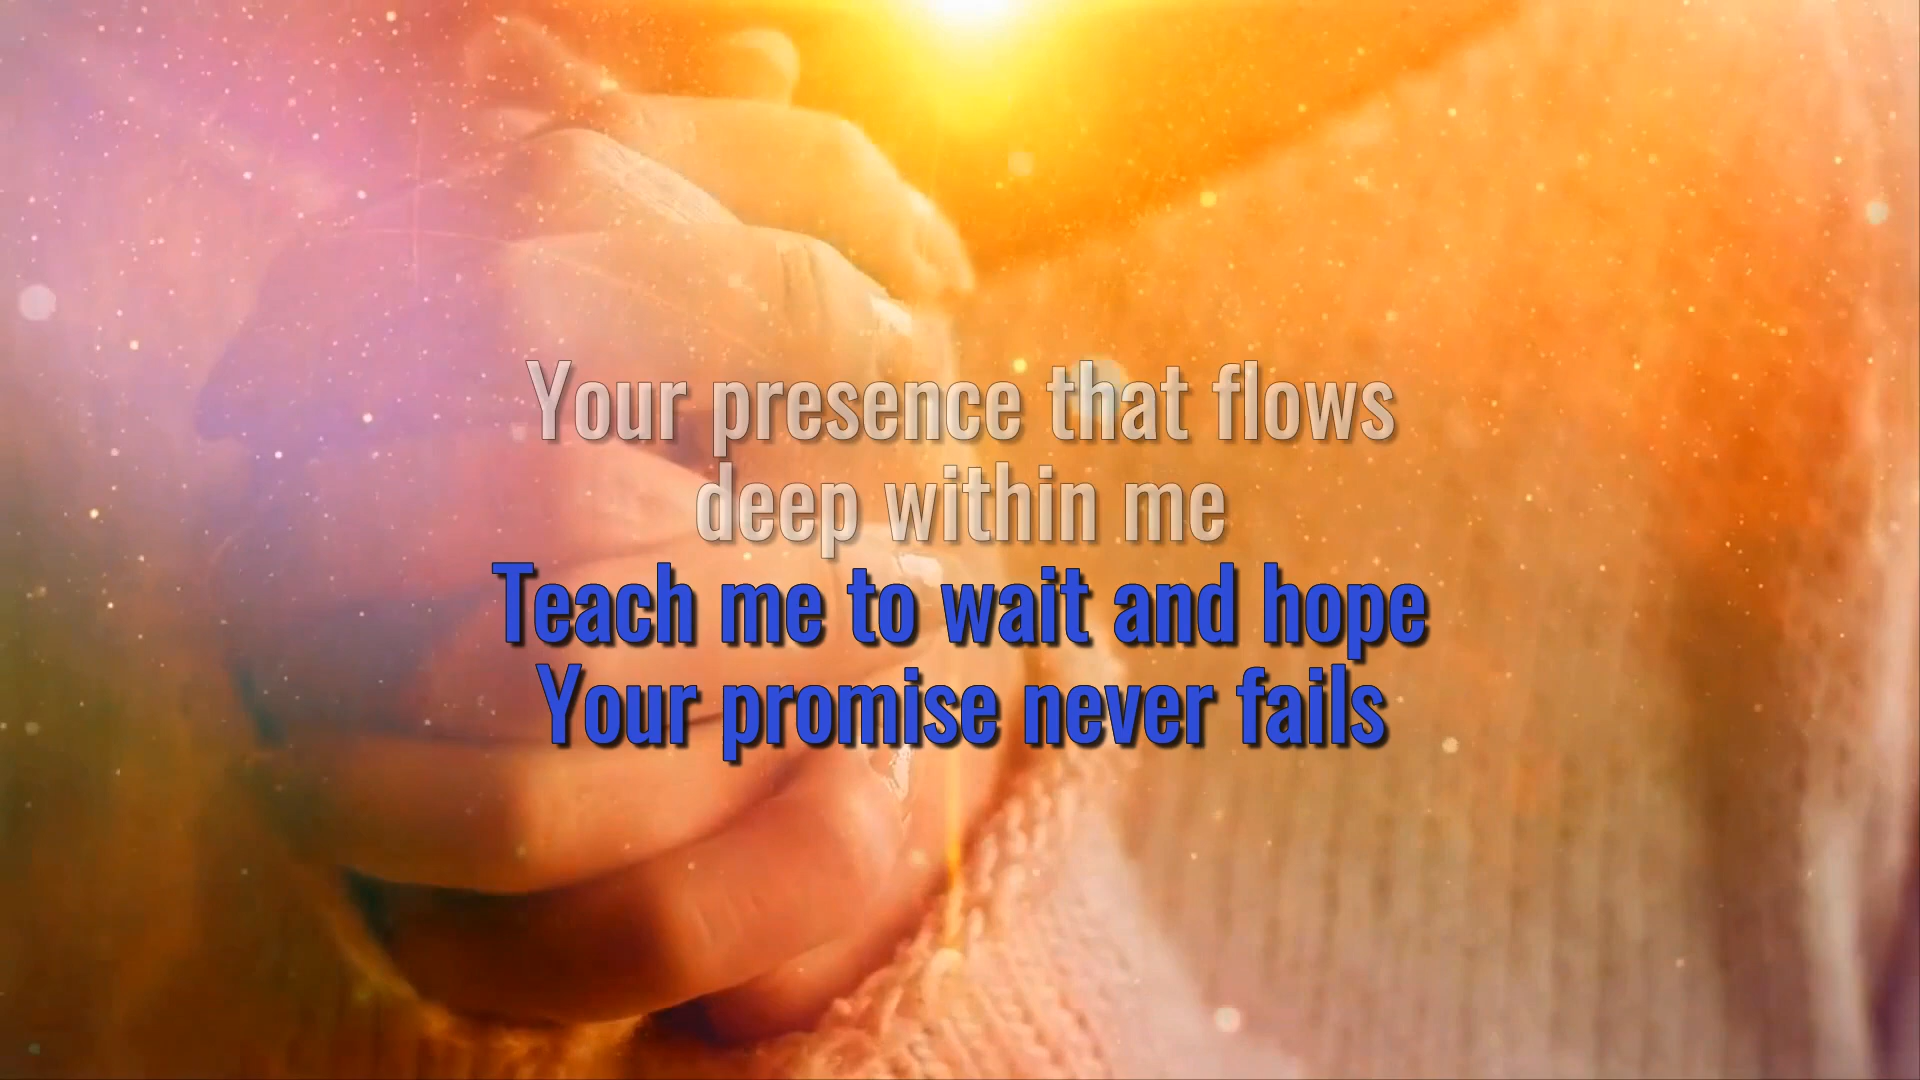 Your presence that flows
deep within me
Teach me to wait and hope
Your promise never fails